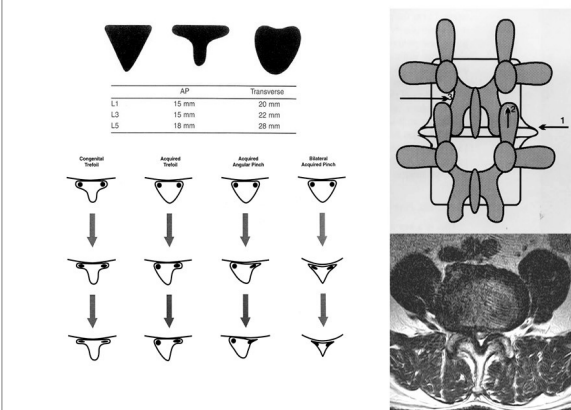 AP Transverse
L1 15 mm 20 mm
L3 15 mm 22 mm
L5 18 mm 28 mm
Congenital Trefoil
Acquired Trefoil
Acquired Angular Pinch
Bilateral Acquired Pinch
3
2
1